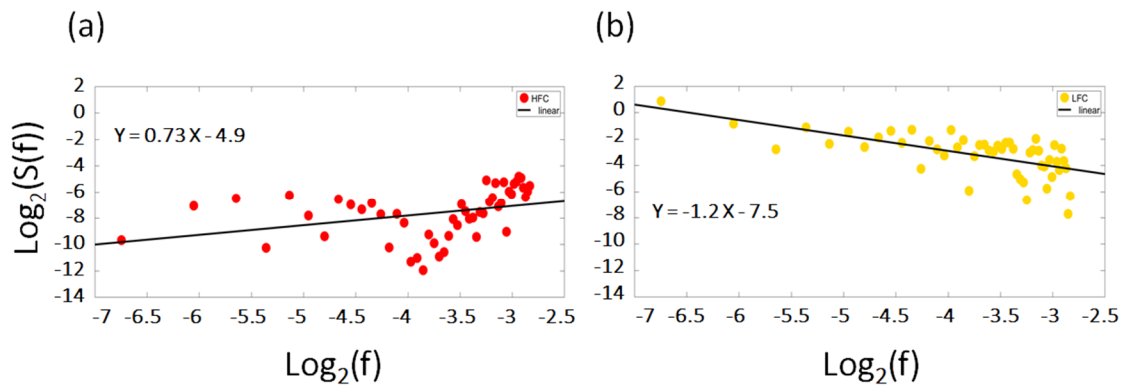 (a)
(b)
2
0
-2
-4
-6
-8
-10
-12
-14
Log2(S(f))
HFC
linear
Y = 0.73 X - 4.9
-7 -6.5 -6 -5.5 -5 -4.5 -4 -3.5 -3 -2.5
Log2(f)
2
0
-2
-4
-6
-8
-10
-12
-14
LFC
linear
Y = -1.2 X - 7.5
-7 -6.5 -6 -5.5 -5 -4.5 -4 -3.5 -3 -2.5
Log2(f)